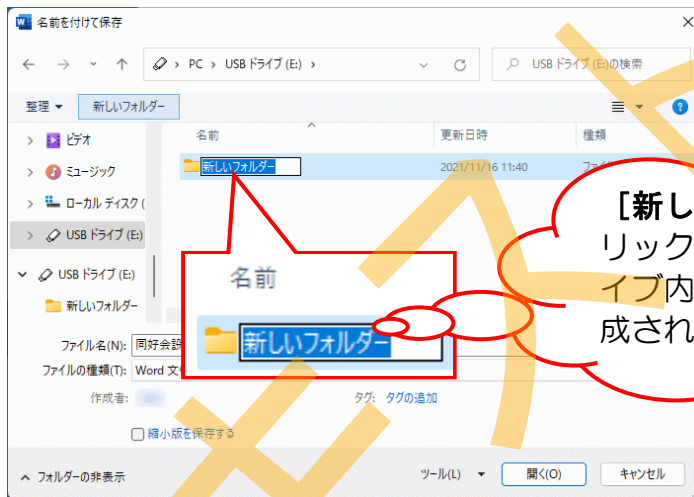 名前を付けて保存
PC › USB ドライブ (E:) ›
USB ドライブ (E:)の検索
整理 新しいフォルダー
名前 更新日時 種類
ビデオ
ミュージック
ローカル ディスク (
USB ドライブ (E:)
USB ドライブ (E:)
新しいフォルダー
新しいフォルダー 2021/11/16 11:40
名前
新しいフォルダー
[新し
リック
イブ内
成され
ファイル名(N): 同好会設
ファイルの種類(T): Word 文
作成者: タグ: タグの追加
縮小版を保存する
フォルダーの非表示 ツール(L) 開く(O) キャンセル